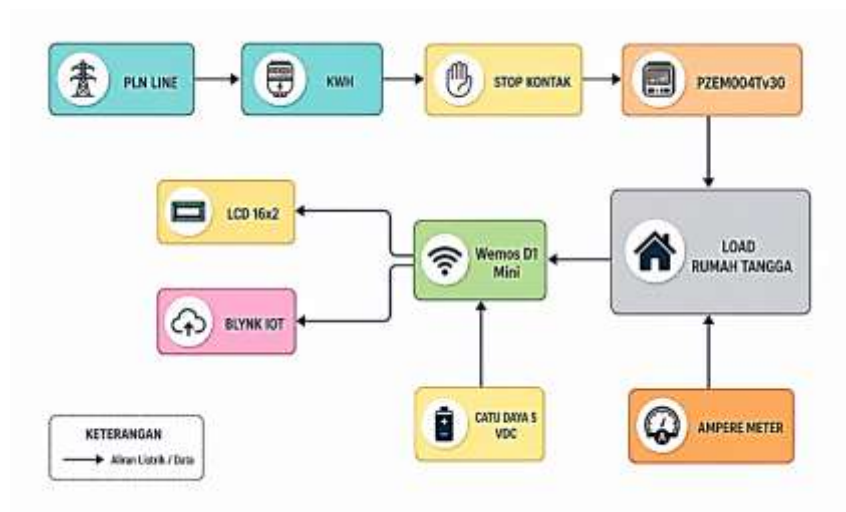 PLN LINE
KWH
STOP KONTAK
PZEM004Tv30
LCD 16x2
Wemos D1
Mini
LOAD
RUMAH TANGGA
BLYNK IOT
CATU DAYA 5
VDC
AMPERE METER
A
KETERANGAN
Aliran Listrik / Data